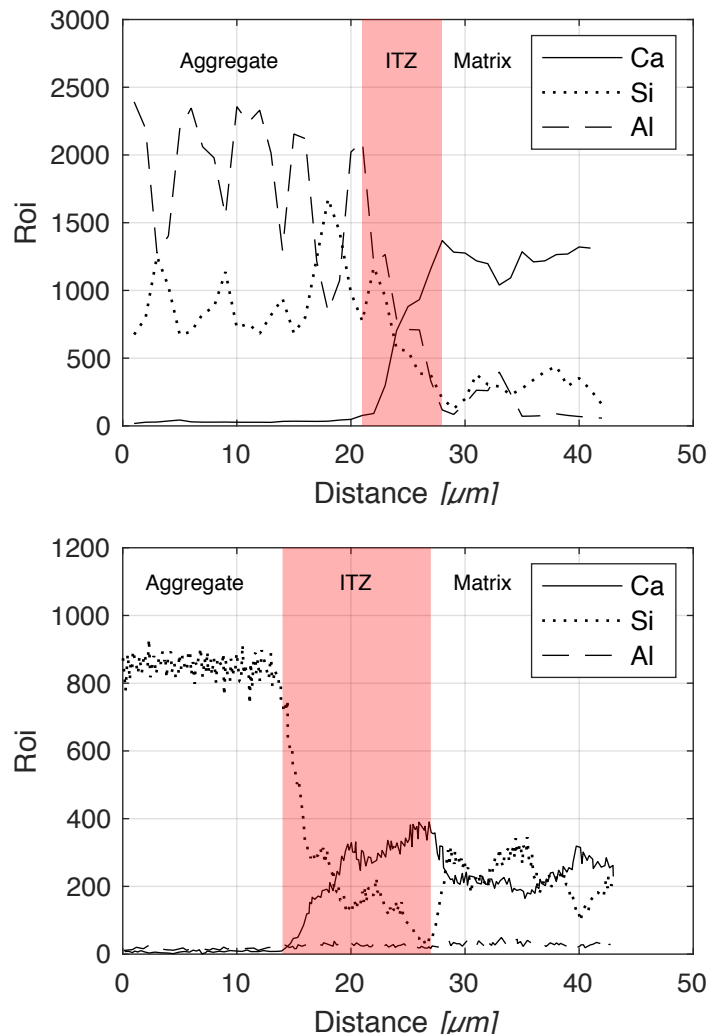 3000
2500
2000
1500
1000
500
0
Roi
Aggregate ITZ Matrix
Ca
Si
Al
0 10 20 30 40 50
Distance [μm]
1200
1000
800
600
400
200
0
Roi
Aggregate ITZ Matrix
Ca
Si
Al
0 10 20 30 40 50
Distance [μm]